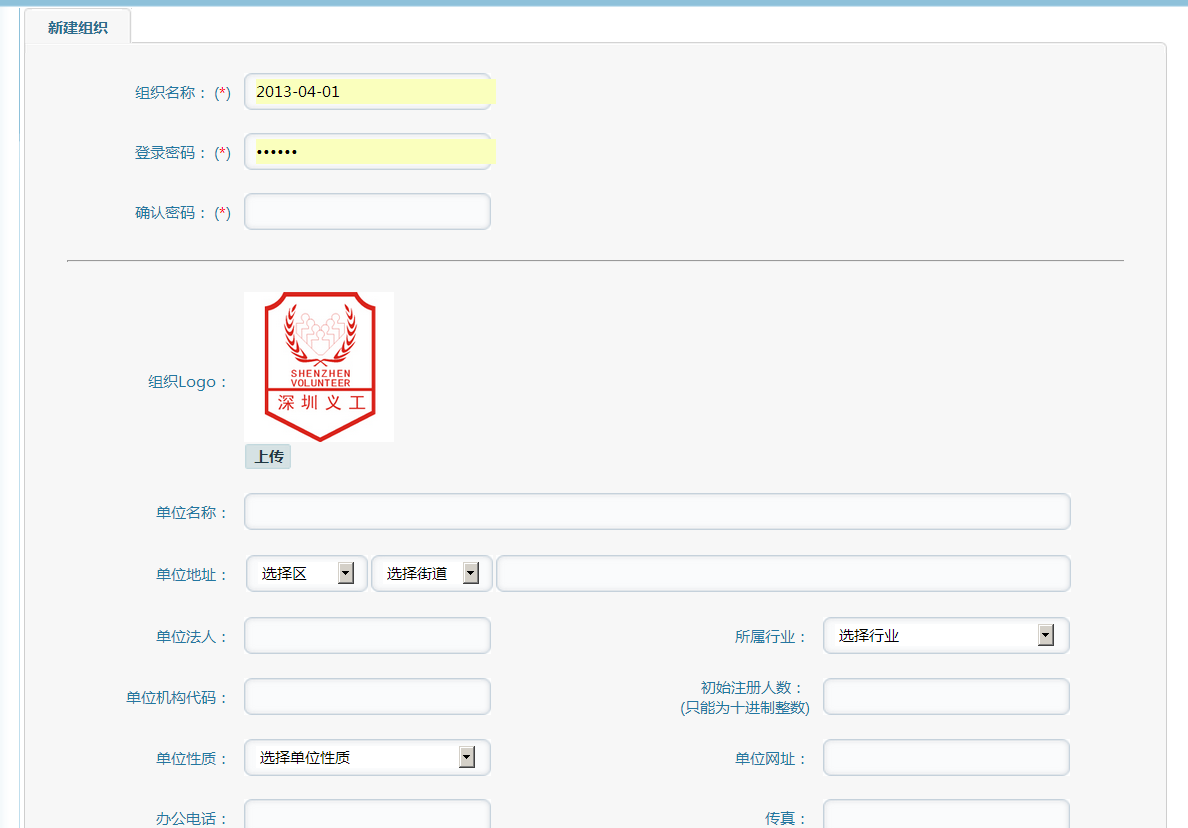 新建组织
组织名称： (*) 2013-04-01
登录密码： (*) ••••••
确认密码： (*)
组织Logo：
SHENZHEN
VOLUNTEER
深圳义工
上传
单位名称：
单位地址： 选择区 选择街道
单位法人： 所属行业： 选择行业
单位机构代码： 初始注册人数：
(只能为十进制整数)
单位性质： 选择单位性质 单位网址：
办公电话： 传真：